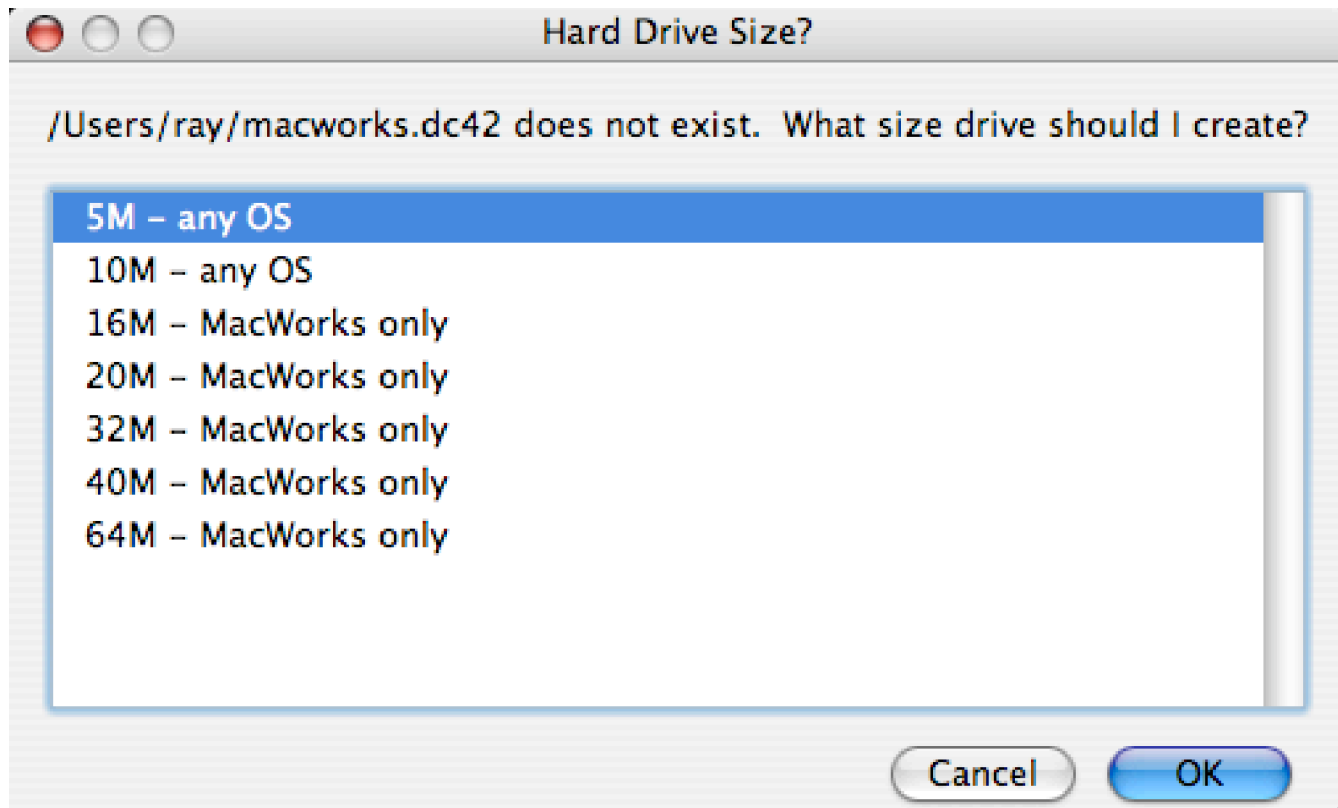 Hard Drive Size?
/Users/ray/macworks.dc42 does not exist.  What size drive should I create?
5M – any OS
10M – any OS
16M – MacWorks only
20M – MacWorks only
32M – MacWorks only
40M – MacWorks only
64M – MacWorks only
Cancel OK